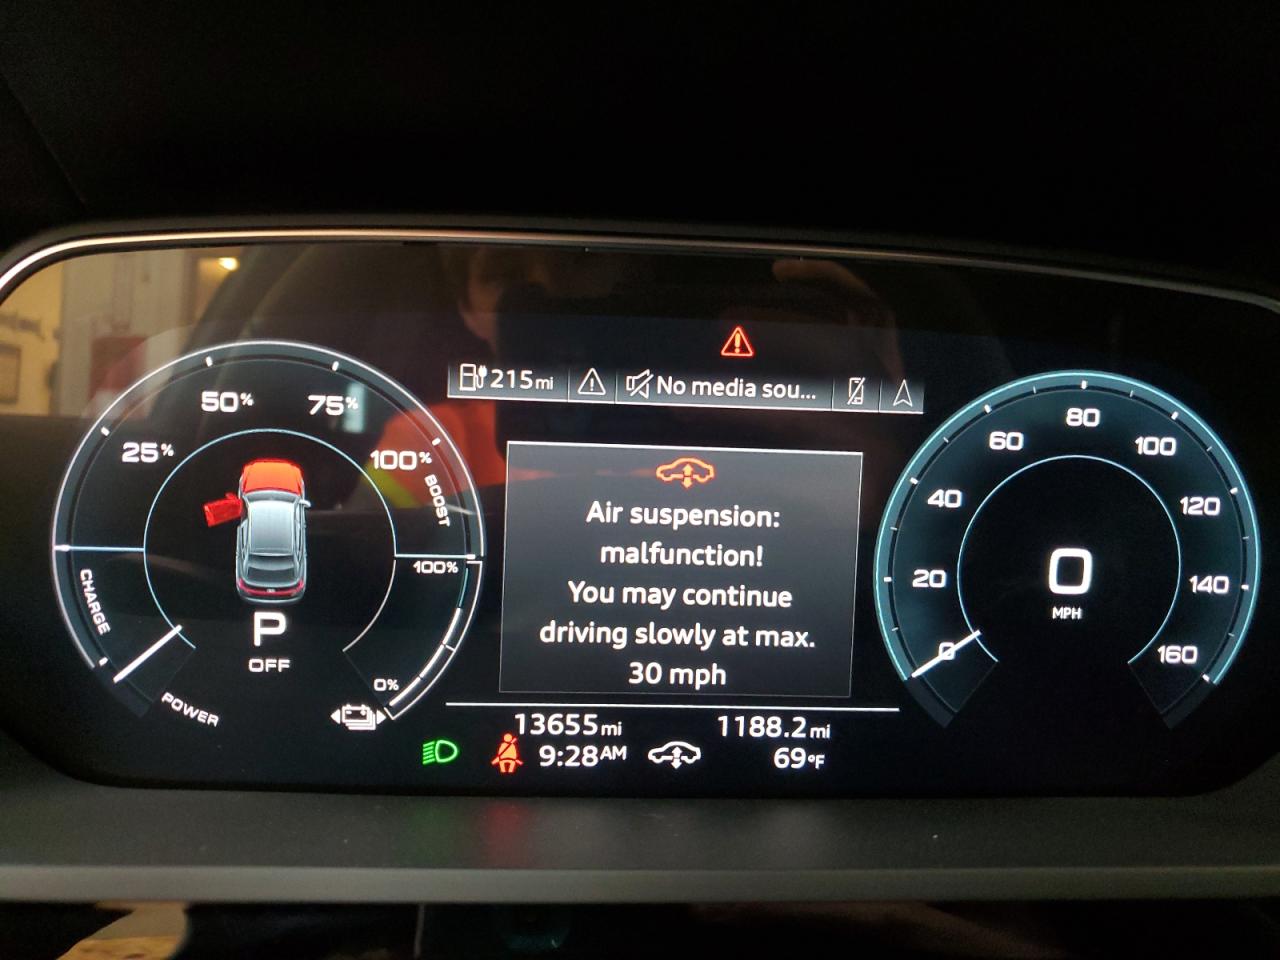 215mi
No media sou...
25%
50%
75%
100%
BOOST
CHARGE
POWER
100%
0%
P
OFF
Air suspension:
malfunction!
You may continue
driving slowly at max.
30 mph
0
20
40
60
80
100
120
140
160
0
MPH
13655mi
1188.2mi
9:28AM
69°F